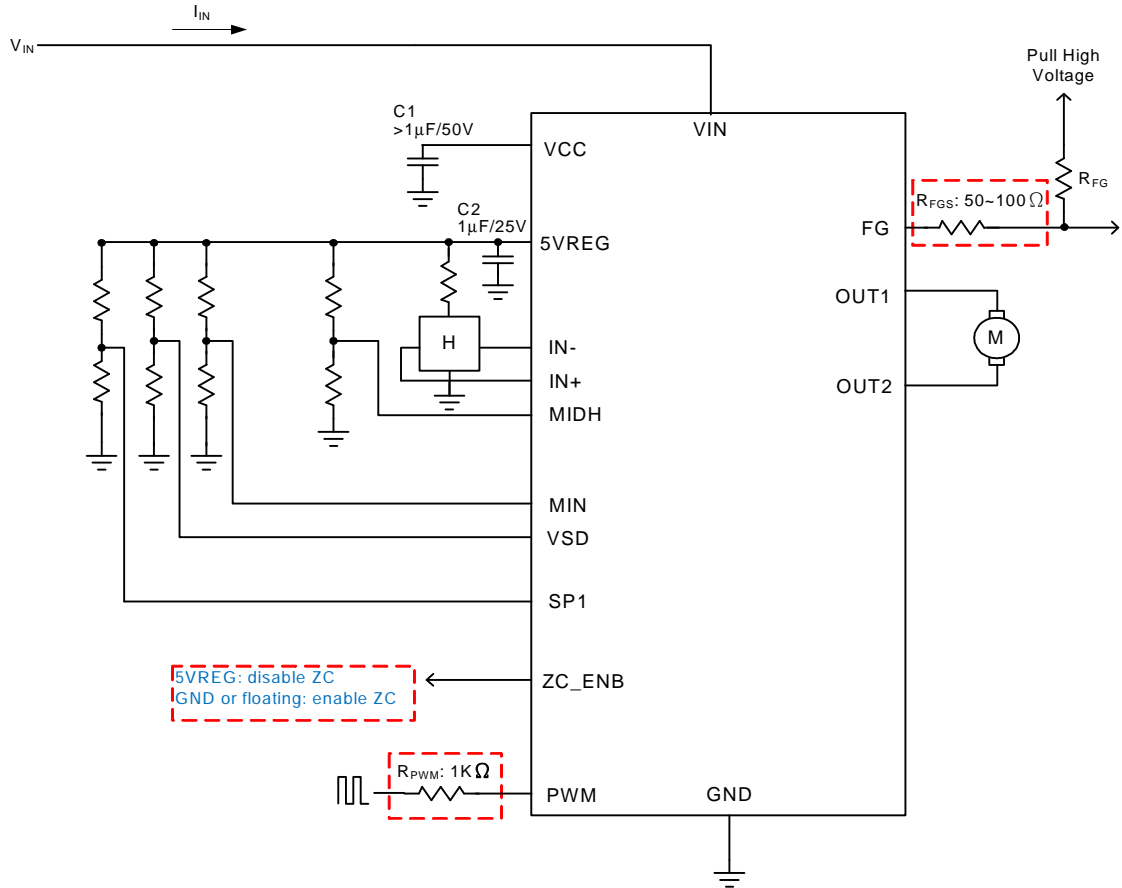 I_IN
V_IN
Pull High
Voltage
C1
>1μF/50V
VIN
VCC
R_FG
R_FGS: 50~100Ω
C2
1μF/25V
FG
5VREG
OUT1
H
IN-
M
IN+
OUT2
MIDH
MIN
VSD
SP1
5VREG: disable ZC
GND or floating: enable ZC
ZC_ENB
R_PWM: 1KΩ
PWM
GND